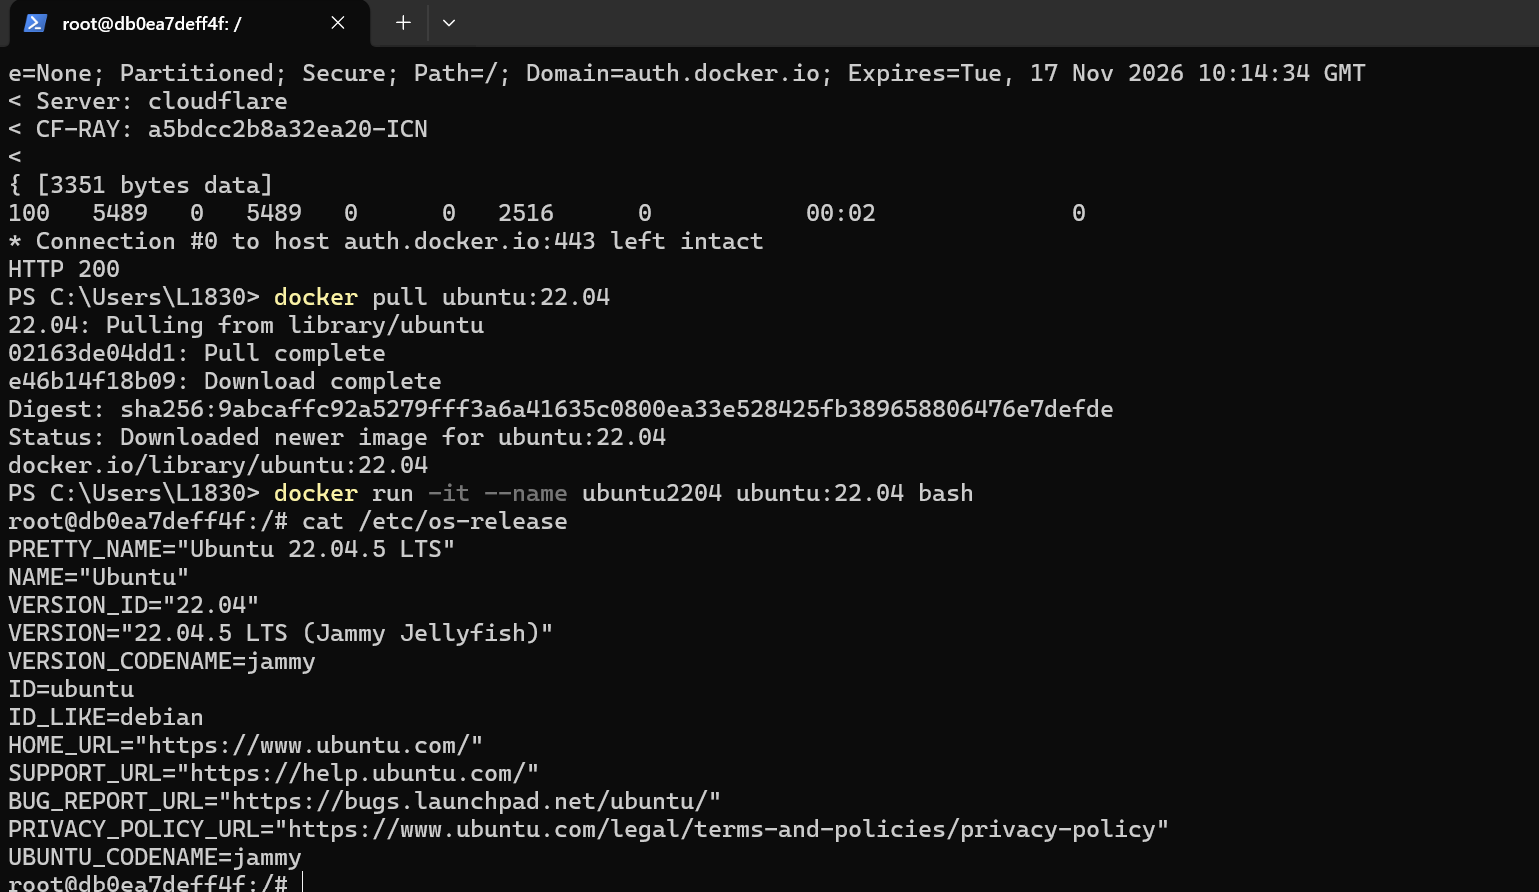 root@db0ea7deff4f: /
e=None; Partitioned; Secure; Path=/; Domain=auth.docker.io; Expires=Tue, 17 Nov 2026 10:14:34 GMT
< Server: cloudflare
< CF-RAY: a5bdcc2b8a32ea20-ICN
<
{ [3351 bytes data]
100   5489   0   5489   0      0   2516      0           00:02              0
* Connection #0 to host auth.docker.io:443 left intact
HTTP 200
PS C:\Users\L1830> docker pull ubuntu:22.04
22.04: Pulling from library/ubuntu
02163de04dd1: Pull complete
e46b14f18b09: Download complete
Digest: sha256:9abcaffc92a5279fff3a6a41635c0800ea33e528425fb389658806476e7defde
Status: Downloaded newer image for ubuntu:22.04
docker.io/library/ubuntu:22.04
PS C:\Users\L1830> docker run -it --name ubuntu2204 ubuntu:22.04 bash
root@db0ea7deff4f:/# cat /etc/os-release
PRETTY_NAME="Ubuntu 22.04.5 LTS"
NAME="Ubuntu"
VERSION_ID="22.04"
VERSION="22.04.5 LTS (Jammy Jellyfish)"
VERSION_CODENAME=jammy
ID=ubuntu
ID_LIKE=debian
HOME_URL="https://www.ubuntu.com/"
SUPPORT_URL="https://help.ubuntu.com/"
BUG_REPORT_URL="https://bugs.launchpad.net/ubuntu/"
PRIVACY_POLICY_URL="https://www.ubuntu.com/legal/terms-and-policies/privacy-policy"
UBUNTU_CODENAME=jammy
root@db0ea7deff4f:/#